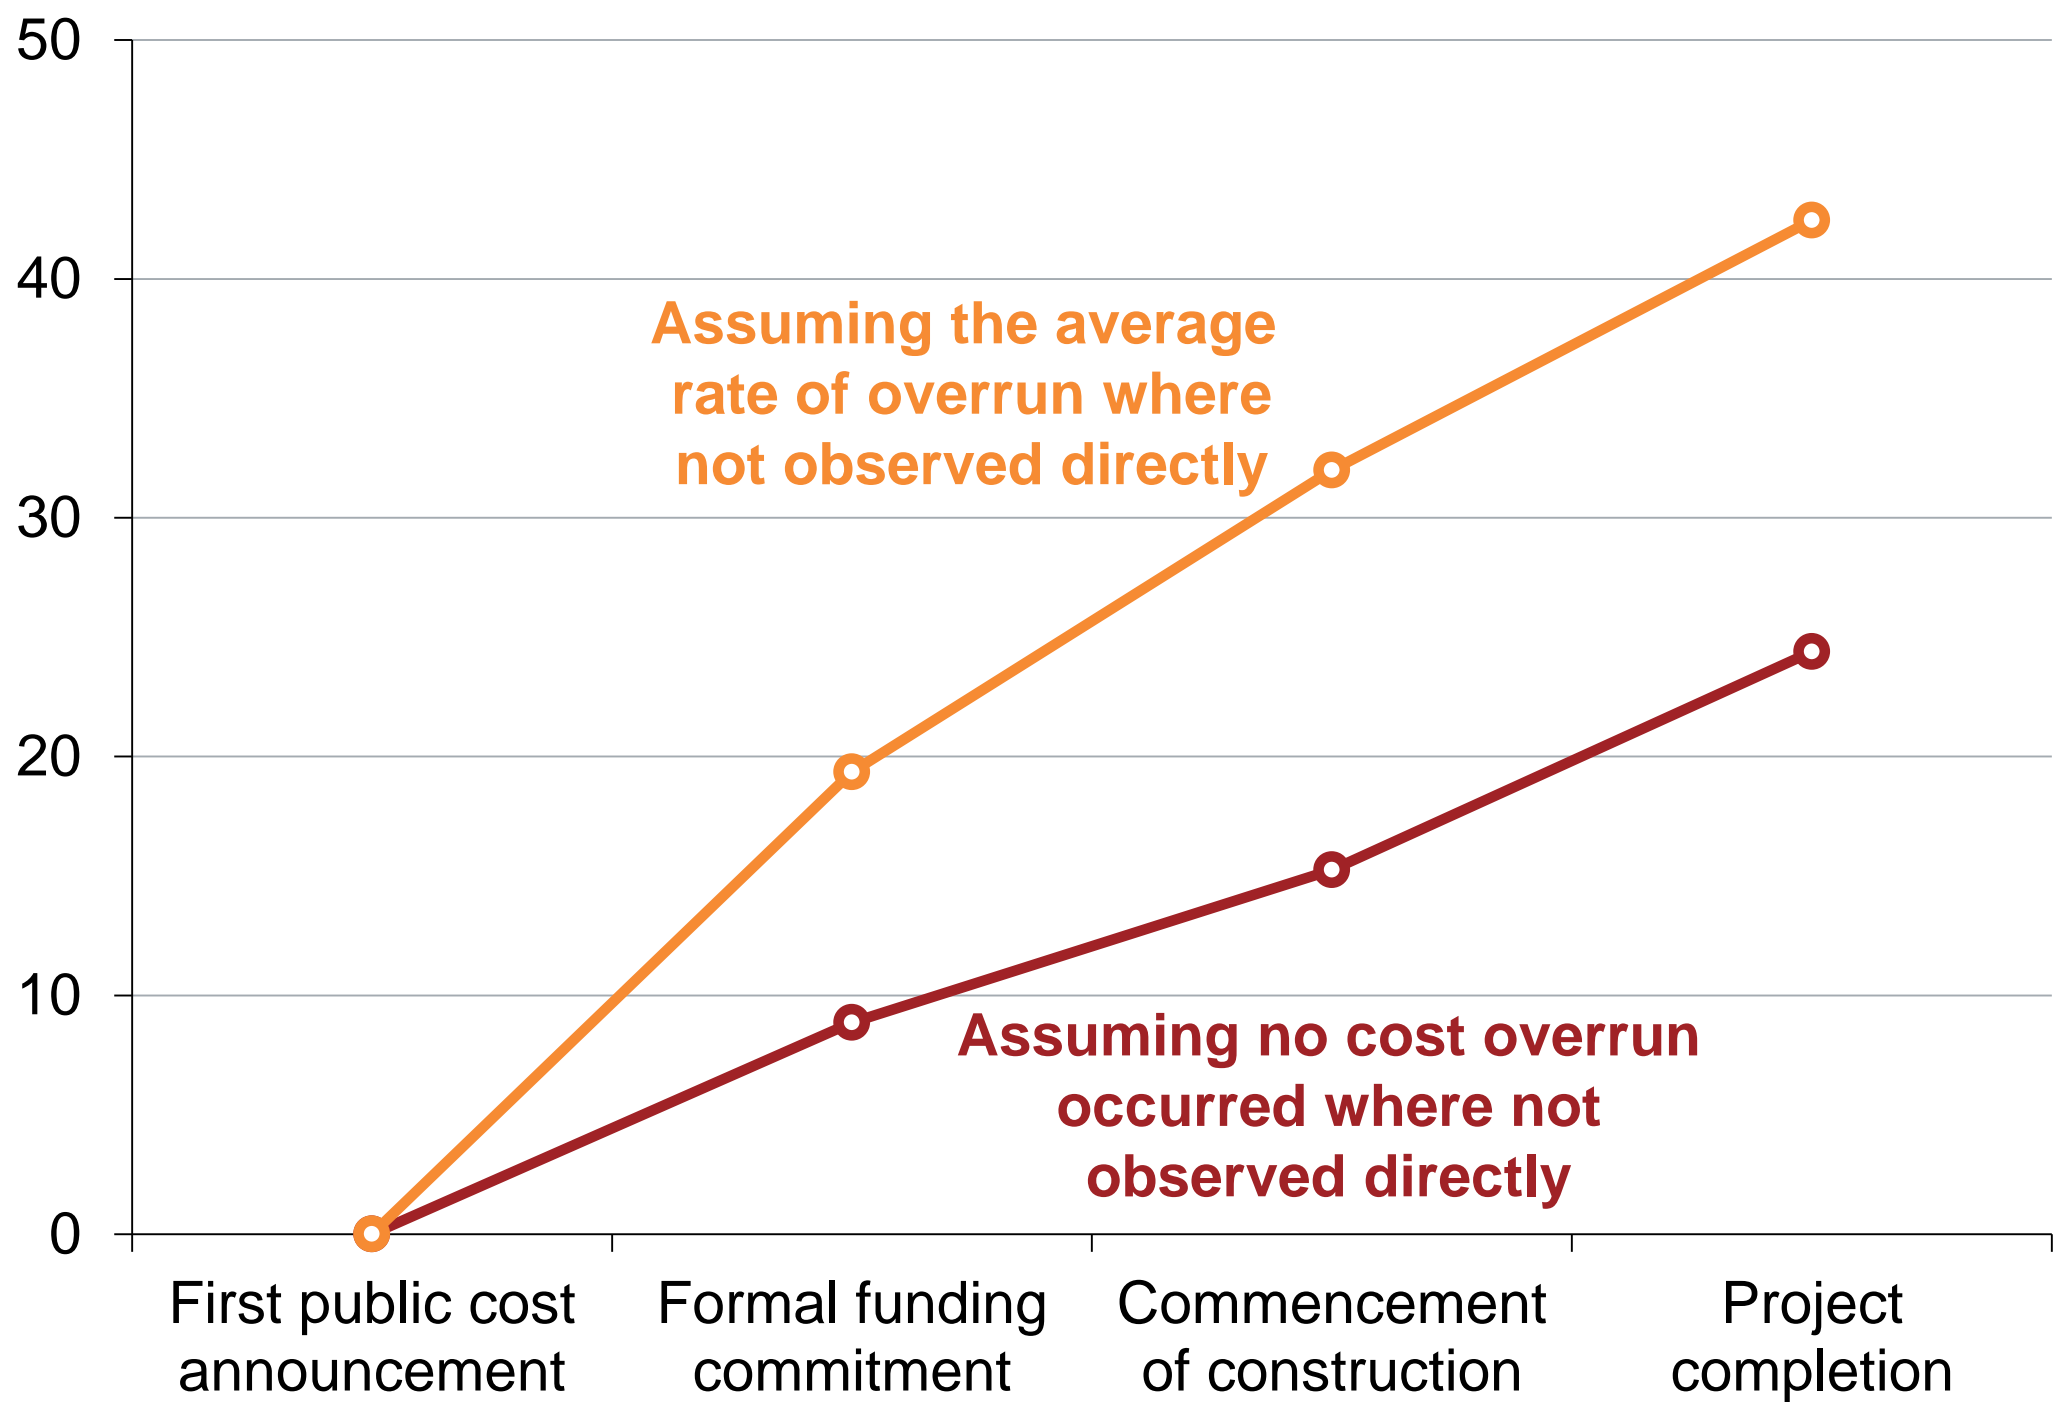 50
40
30
20
10
0
Assuming the average
rate of overrun where
not observed directly
Assuming no cost overrun
occurred where not
observed directly
First public cost
announcement
Formal funding
commitment
Commencement
of construction
Project
completion